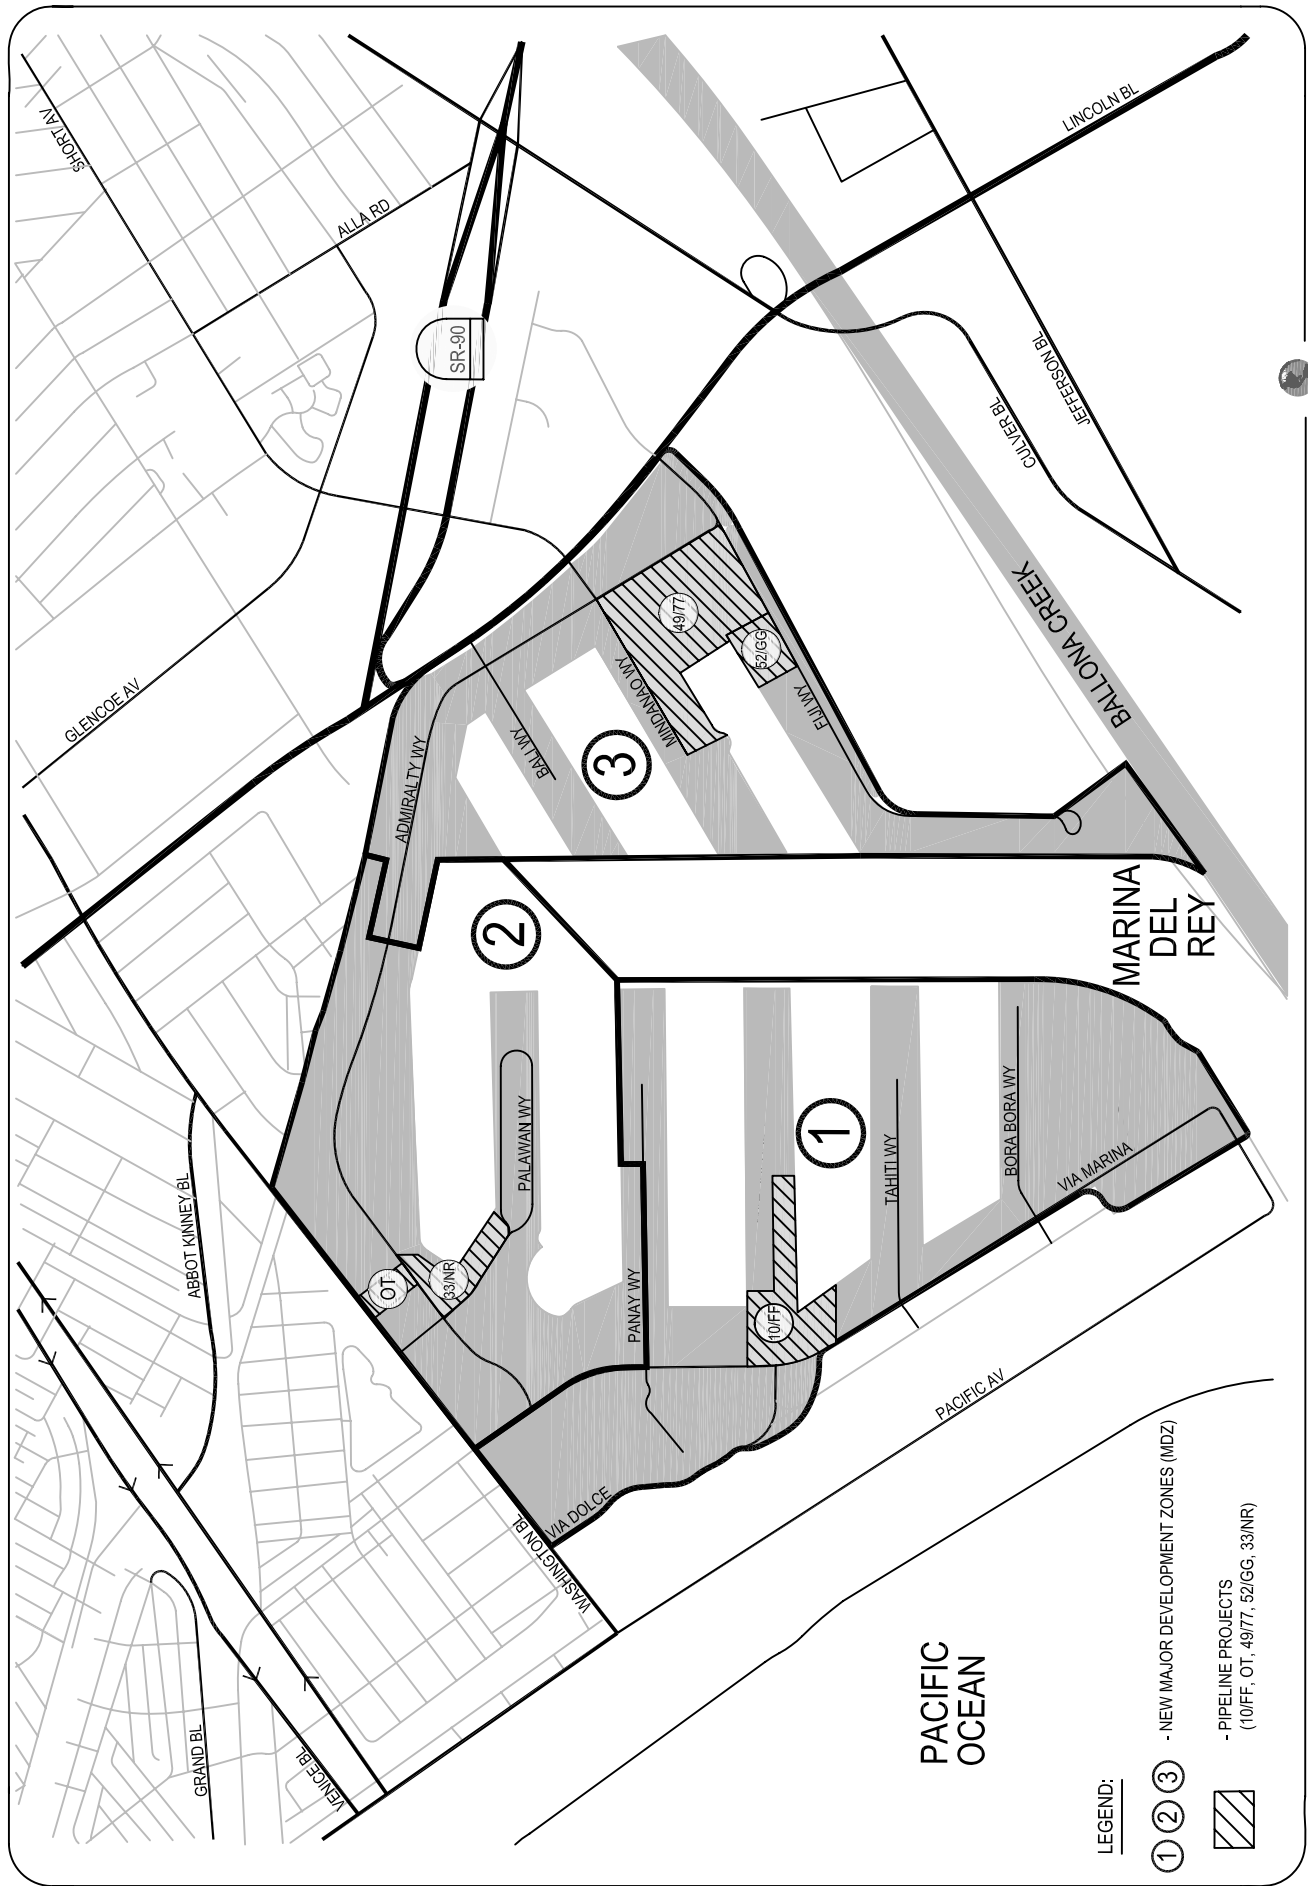 SHORT AV
ALLA RD
SR-90
GLENCOE AV
LINCOLN BL
JEFFERSON BL
CULVER BL
BALLONA CREEK
ADMIRALTY WY
BALI WY
MINDANAO WY
FIJI WY
49/77
52/GG
3
2
1
MARINA
DEL
REY
ABBOT KINNEY BL
PALAWAN WY
OT
33/NR
PANAY WY
10/FF
TAHITI WY
BORA BORA WY
VIA MARINA
PACIFIC AV
VIA DOLCE
WASHINGTON BL
GRAND BL
VENICE BL
PACIFIC
OCEAN
LEGEND:
1 2 3 - NEW MAJOR DEVELOPMENT ZONES (MDZ)
- PIPELINE PROJECTS
(10/FF, OT, 49/77, 52/GG, 33/NR)